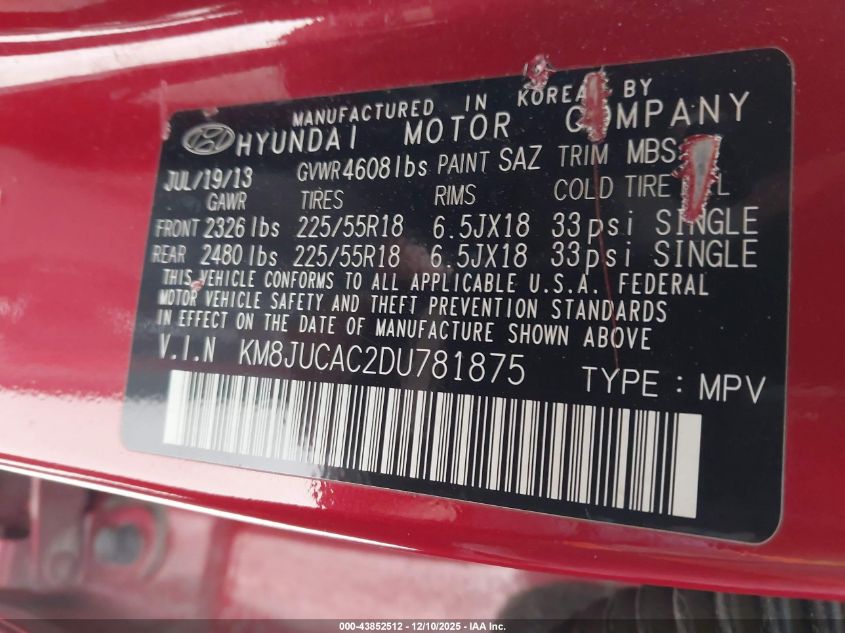 MANUFACTURED IN KOREA BY
HYUNDAI MOTOR COMPANY
JUL/19/13 GVWR 4608lbs PAINT SAZ TRIM MBS
GAWR TIRES RIMS COLD TIRE
FRONT 2326 lbs 225/55R18 6.5JX18 33psi SINGLE
REAR 2480 lbs 225/55R18 6.5JX18 33psi SINGLE
THIS VEHICLE CONFORMS TO ALL APPLICABLE U.S.A. FEDERAL
MOTOR VEHICLE SAFETY AND THEFT PREVENTION STANDARDS
IN EFFECT ON THE DATE OF MANUFACTURE SHOWN ABOVE
V.I.N KM8JUCAC2DU781875 TYPE : MPV
000-43852512 - 12/10/2025 - IAA Inc.